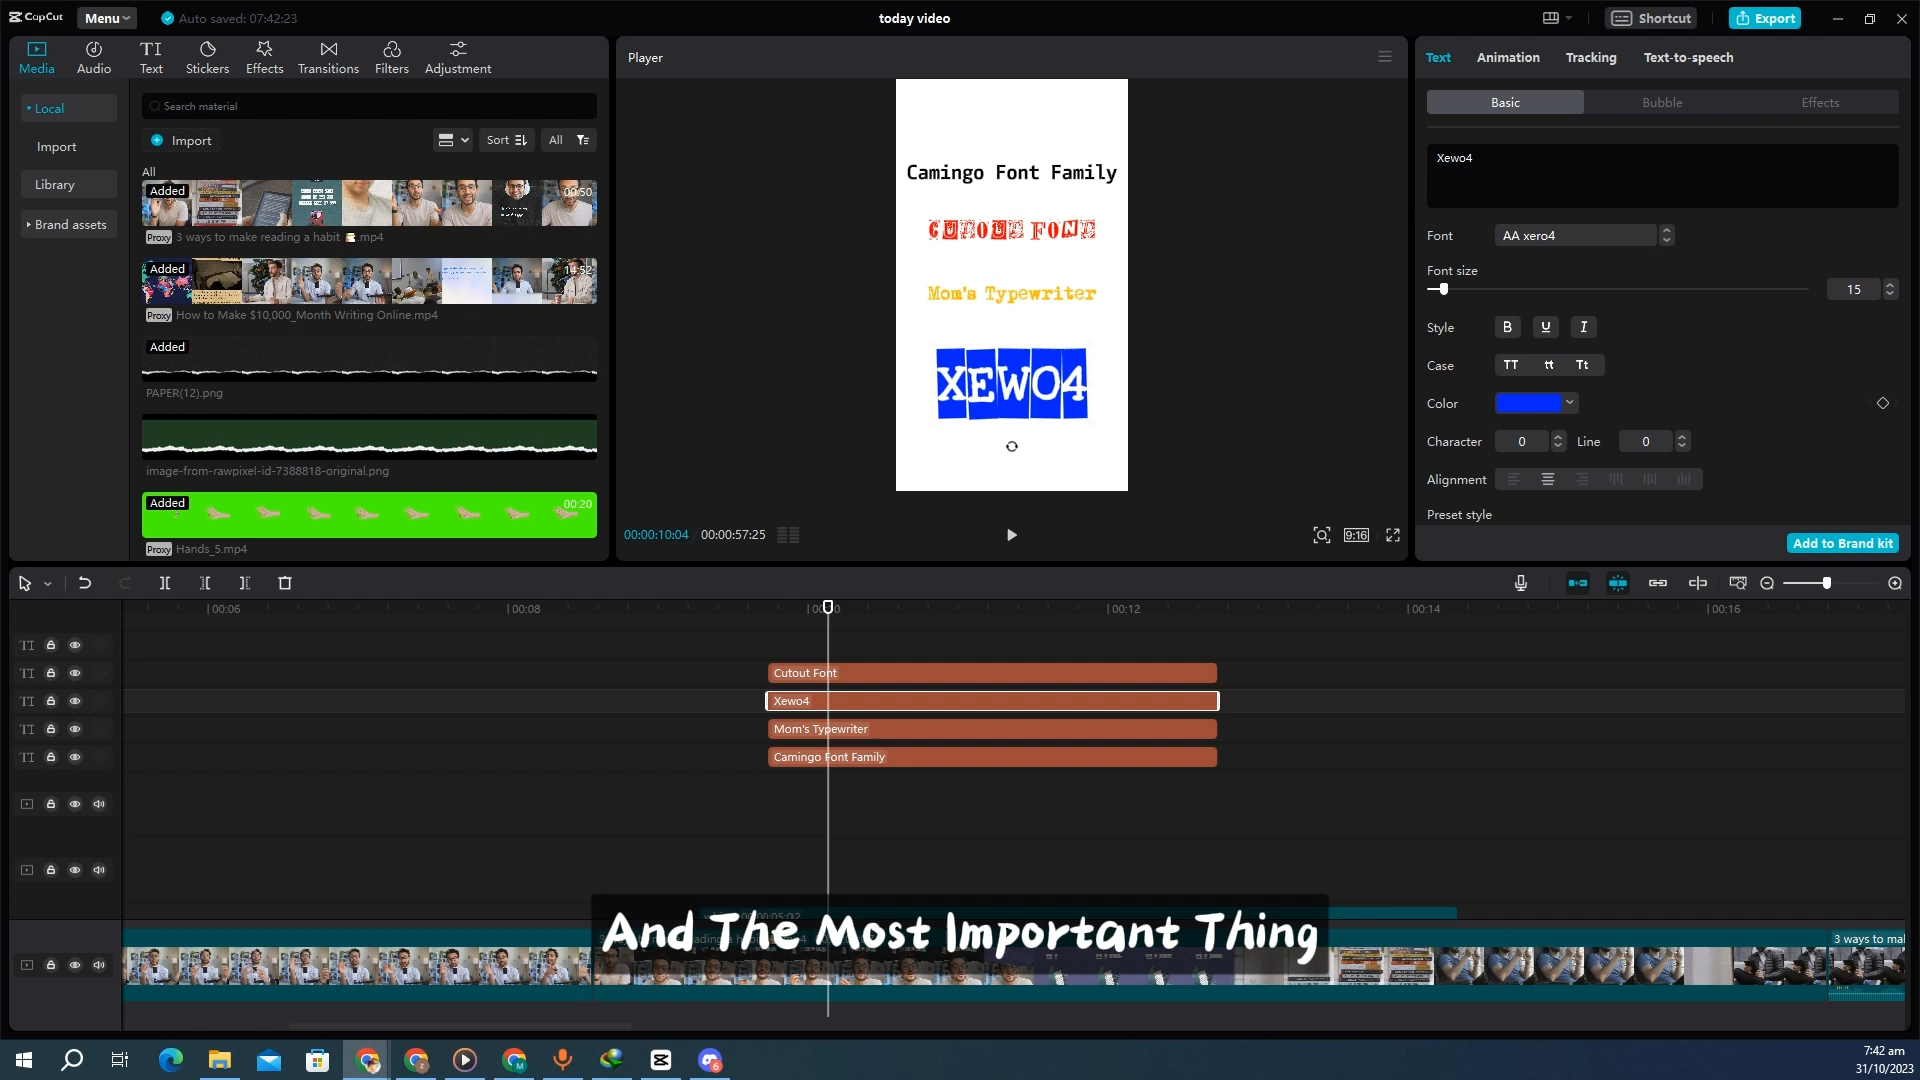 CapCut
Menu
Auto saved: 07:42:23
today video
Shortcut
Export
Media
Audio
Text
Stickers
Effects
Transitions
Filters
Adjustment
Local
Import
Library
Brand assets
Search material
Import
Sort
All
All
Added
00:50
Proxy 3 ways to make reading a habit 📚.mp4
Added
14:52
Proxy How to Make $10,000_Month Writing Online.mp4
Added
PAPER(12).png
image-from-rawpixel-id-7388818-original.png
Added
00:20
Proxy Hands_5.mp4
Player
Camingo Font Family
CUTOUT FONT
Mom's Typewriter
XEWO4
00:00:10:04
00:00:57:25
9:16
Text
Animation
Tracking
Text-to-speech
Basic
Bubble
Effects
Xewo4
Font
AA xero4
Font size
15
Style
B U I
Case
TT tt Tt
Color
Character
0
Line
0
Alignment
Preset style
Add to Brand kit
00:06
00:08
00:12
00:14
00:16
Cutout Font
Xewo4
Mom's Typewriter
Camingo Font Family
And The Most Important Thing
3 ways to mal
7:42 am
31/10/2023